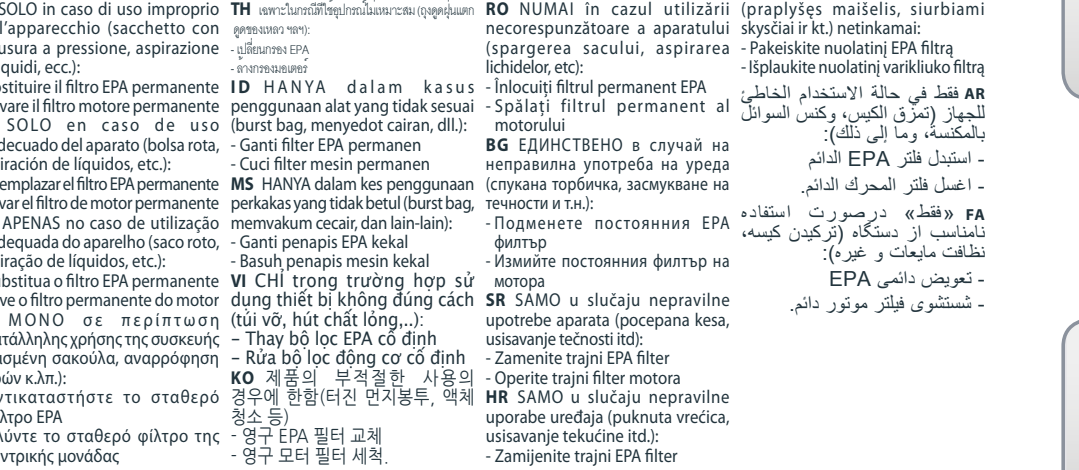 SOLO in caso di uso improprio
l'apparecchio (sacchetto con
usura a pressione, aspirazione
quidi, ecc.):
stituire il filtro EPA permanente
vare il filtro motore permanente
SOLO en caso de uso
decuado del aparato (bolsa rota,
iración de líquidos, etc.):
emplazar el filtro EPA permanente
var el filtro de motor permanente
APENAS no caso de utilização
dequada do aparelho (saco roto,
iração de líquidos, etc.):
bstitua o filtro EPA permanente
ve o filtro permanente do motor
ΜΟΝΟ σε περίπτωση
ατάλληλης χρήσης της συσκευής
ασμένη σακούλα, αναρρόφηση
ρών κ.λπ.):
ντικαταστήστε το σταθερό
λτρο EPA
λύντε το σταθερό φίλτρο της
ντρικής μονάδας
TH เฉพาะในกรณีที่ใช้อุปกรณ์ไม่เหมาะสม (ถุงดูดฝุ่นแตก
ดูดของเหลว ฯลฯ):
- เปลี่ยนกรอง EPA
- ล้างกรองมอเตอร์
ID HANYA dalam kasus
penggunaan alat yang tidak sesuai
(burst bag, menyedot cairan, dll.):
- Ganti filter EPA permanen
- Cuci filter mesin permanen
MS HANYA dalam kes penggunaan
perkakas yang tidak betul (burst bag,
memvakum cecair, dan lain-lain):
- Ganti penapis EPA kekal
- Basuh penapis mesin kekal
VI CHỈ trong trường hợp sử
dụng thiết bị không đúng cách
(túi vỡ, hút chất lỏng,..):
– Thay bộ lọc EPA cố định
– Rửa bộ lọc động cơ cố định
KO 제품의 부적절한 사용의
경우에 한함(터진 먼지봉투, 액체
청소 등)
- 영구 EPA 필터 교체
- 영구 모터 필터 세척.
RO NUMAI în cazul utilizării
necorespunzătoare a aparatului
(spargerea sacului, aspirarea
lichidelor, etc):
- Înlocuiți filtrul permanent EPA
- Spălați filtrul permanent al
motorului
BG ЕДИНСТВЕНО в случай на
неправилна употреба на уреда
(спукана торбичка, засмукване на
течности и т.н.):
- Подменете постоянния EPA
филтър
- Измийте постоянния филтър на
мотора
SR SAMO u slučaju nepravilne
upotrebe aparata (pocepana kesa,
usisavanje tečnosti itd):
- Zamenite trajni EPA filter
- Operite trajni filter motora
HR SAMO u slučaju nepravilne
uporabe uređaja (puknuta vrećica,
usisavanje tekućine itd.):
- Zamijenite trajni EPA filter
(praplyšęs maišelis, siurbiami
skysčiai ir kt.) netinkamai:
- Pakeiskite nuolatinį EPA filtrą
- Išplaukite nuolatinį varikliuko filtrą
AR فقط في حالة الاستخدام الخاطئ
للجهاز (تمزق الكيس، وكنس السوائل
بالمكنسة، وما إلى ذلك):
- استبدل فلتر EPA الدائم
- اغسل فلتر المحرك الدائم.
FA «فقط» درصورت استفاده
نامناسب از دستگاه (ترکیدن کیسه،
نظافت مایعات و غیره):
- تعویض دائمی EPA
- شستشوی فیلتر موتور دائم.